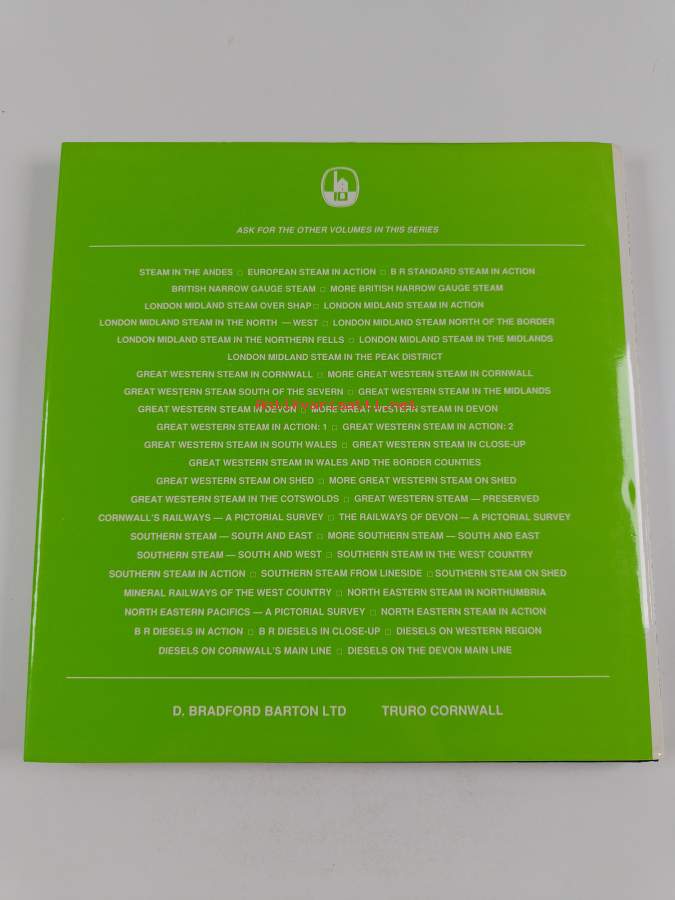 ASK FOR THE OTHER VOLUMES IN THIS SERIES
STEAM IN THE ANDES □ EUROPEAN STEAM IN ACTION □ B R STANDARD STEAM IN ACTION
BRITISH NARROW GAUGE STEAM □ MORE BRITISH NARROW GAUGE STEAM
LONDON MIDLAND STEAM OVER SHAP □ LONDON MIDLAND STEAM IN ACTION
LONDON MIDLAND STEAM IN THE NORTH — WEST □ LONDON MIDLAND STEAM NORTH OF THE BORDER
LONDON MIDLAND STEAM IN THE NORTHERN FELLS □ LONDON MIDLAND STEAM IN THE MIDLANDS
LONDON MIDLAND STEAM IN THE PEAK DISTRICT
GREAT WESTERN STEAM IN CORNWALL □ MORE GREAT WESTERN STEAM IN CORNWALL
GREAT WESTERN STEAM SOUTH OF THE SEVERN □ GREAT WESTERN STEAM IN THE MIDLANDS
GREAT WESTERN STEAM IN DEVON □ MORE GREAT WESTERN STEAM IN DEVON
GREAT WESTERN STEAM IN ACTION: 1 □ GREAT WESTERN STEAM IN ACTION: 2
GREAT WESTERN STEAM IN SOUTH WALES □ GREAT WESTERN STEAM IN CLOSE-UP
GREAT WESTERN STEAM IN WALES AND THE BORDER COUNTIES
GREAT WESTERN STEAM ON SHED □ MORE GREAT WESTERN STEAM ON SHED
GREAT WESTERN STEAM IN THE COTSWOLDS □ GREAT WESTERN STEAM — PRESERVED
CORNWALL'S RAILWAYS — A PICTORIAL SURVEY □ THE RAILWAYS OF DEVON — A PICTORIAL SURVEY
SOUTHERN STEAM — SOUTH AND EAST □ MORE SOUTHERN STEAM — SOUTH AND EAST
SOUTHERN STEAM — SOUTH AND WEST □ SOUTHERN STEAM IN THE WEST COUNTRY
SOUTHERN STEAM IN ACTION □ SOUTHERN STEAM FROM LINESIDE □ SOUTHERN STEAM ON SHED
MINERAL RAILWAYS OF THE WEST COUNTRY □ NORTH EASTERN STEAM IN NORTHUMBRIA
NORTH EASTERN PACIFICS — A PICTORIAL SURVEY □ NORTH EASTERN STEAM IN ACTION
B R DIESELS IN ACTION □ B R DIESELS IN CLOSE-UP □ DIESELS ON WESTERN REGION
DIESELS ON CORNWALL'S MAIN LINE □ DIESELS ON THE DEVON MAIN LINE
D. BRADFORD BARTON LTD TRURO CORNWALL